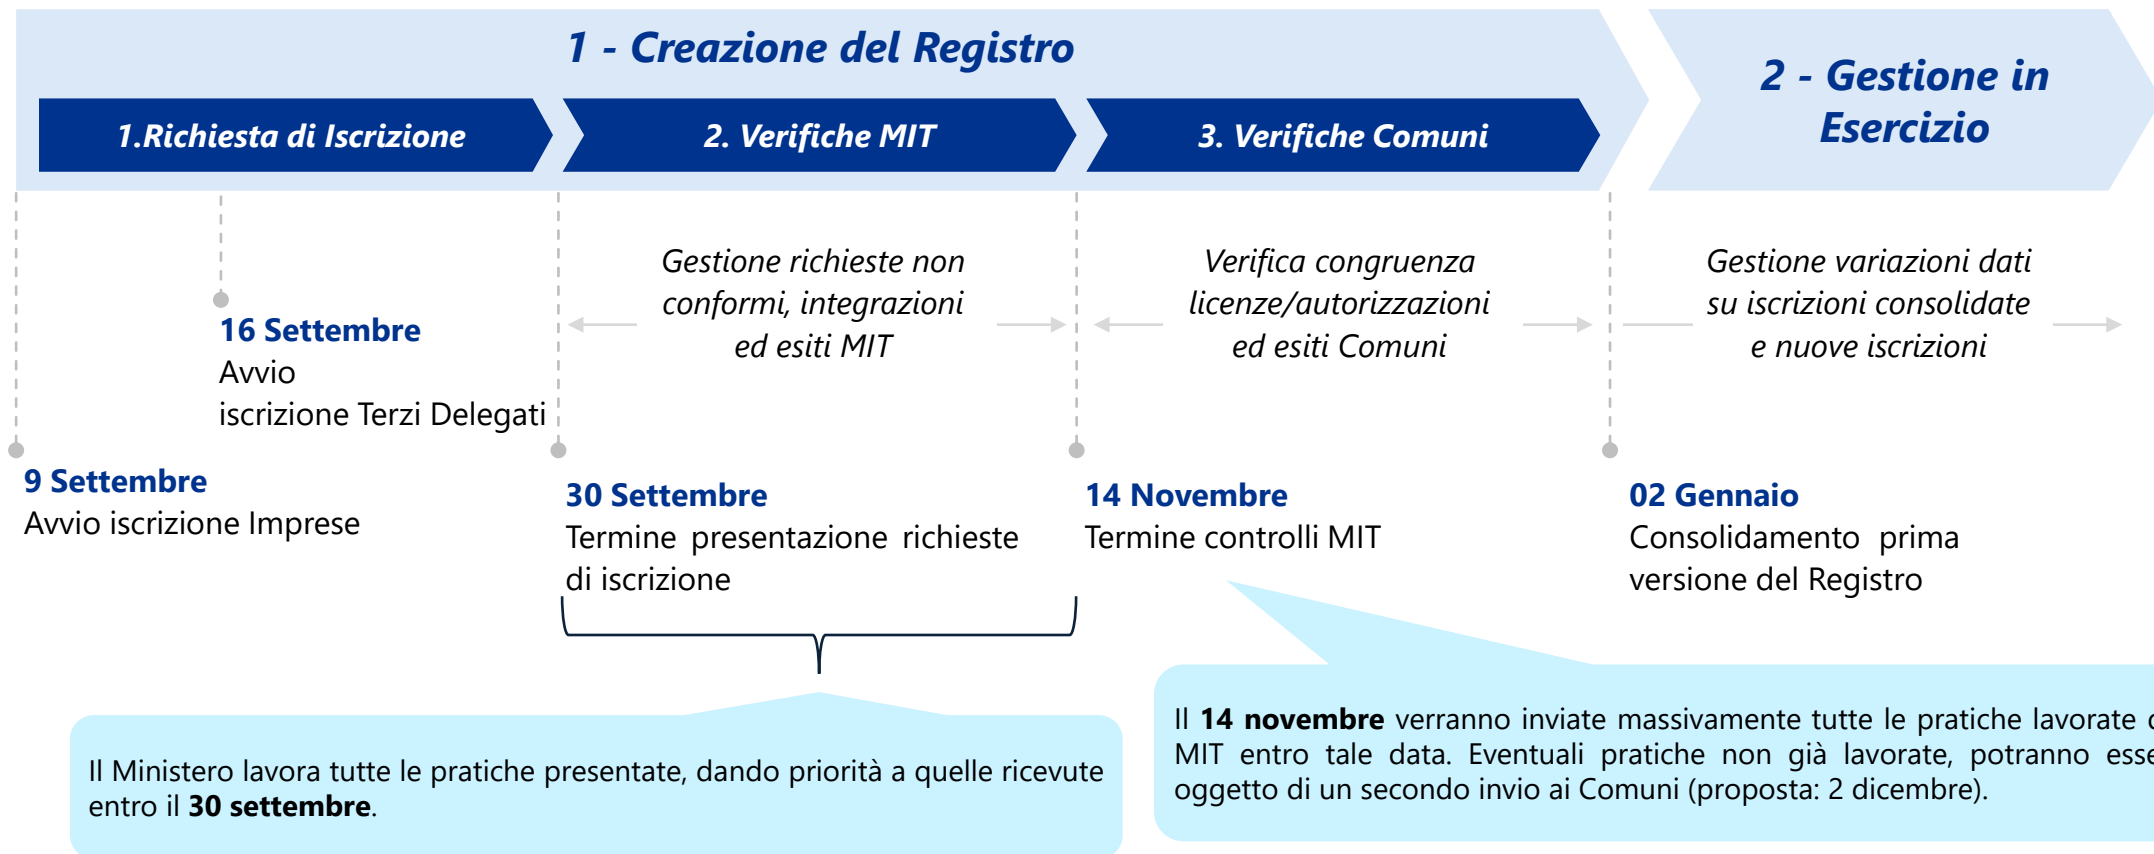 1 - Creazione del Registro
2 - Gestione in
Esercizio
1.Richiesta di Iscrizione
2. Verifiche MIT
3. Verifiche Comuni
Gestione richieste non
conformi, integrazioni
ed esiti MIT
Verifica congruenza
licenze/autorizzazioni
ed esiti Comuni
Gestione variazioni dati
su iscrizioni consolidate
e nuove iscrizioni
16 Settembre
Avvio
iscrizione Terzi Delegati
9 Settembre
Avvio iscrizione Imprese
30 Settembre
Termine presentazione richieste
di iscrizione
14 Novembre
Termine controlli MIT
02 Gennaio
Consolidamento prima
versione del Registro
Il Ministero lavora tutte le pratiche presentate, dando priorità a quelle ricevute
entro il 30 settembre.
Il 14 novembre verranno inviate massivamente tutte le pratiche lavorate
MIT entro tale data. Eventuali pratiche non già lavorate, potranno
oggetto di un secondo invio ai Comuni (proposta: 2 dicembre).